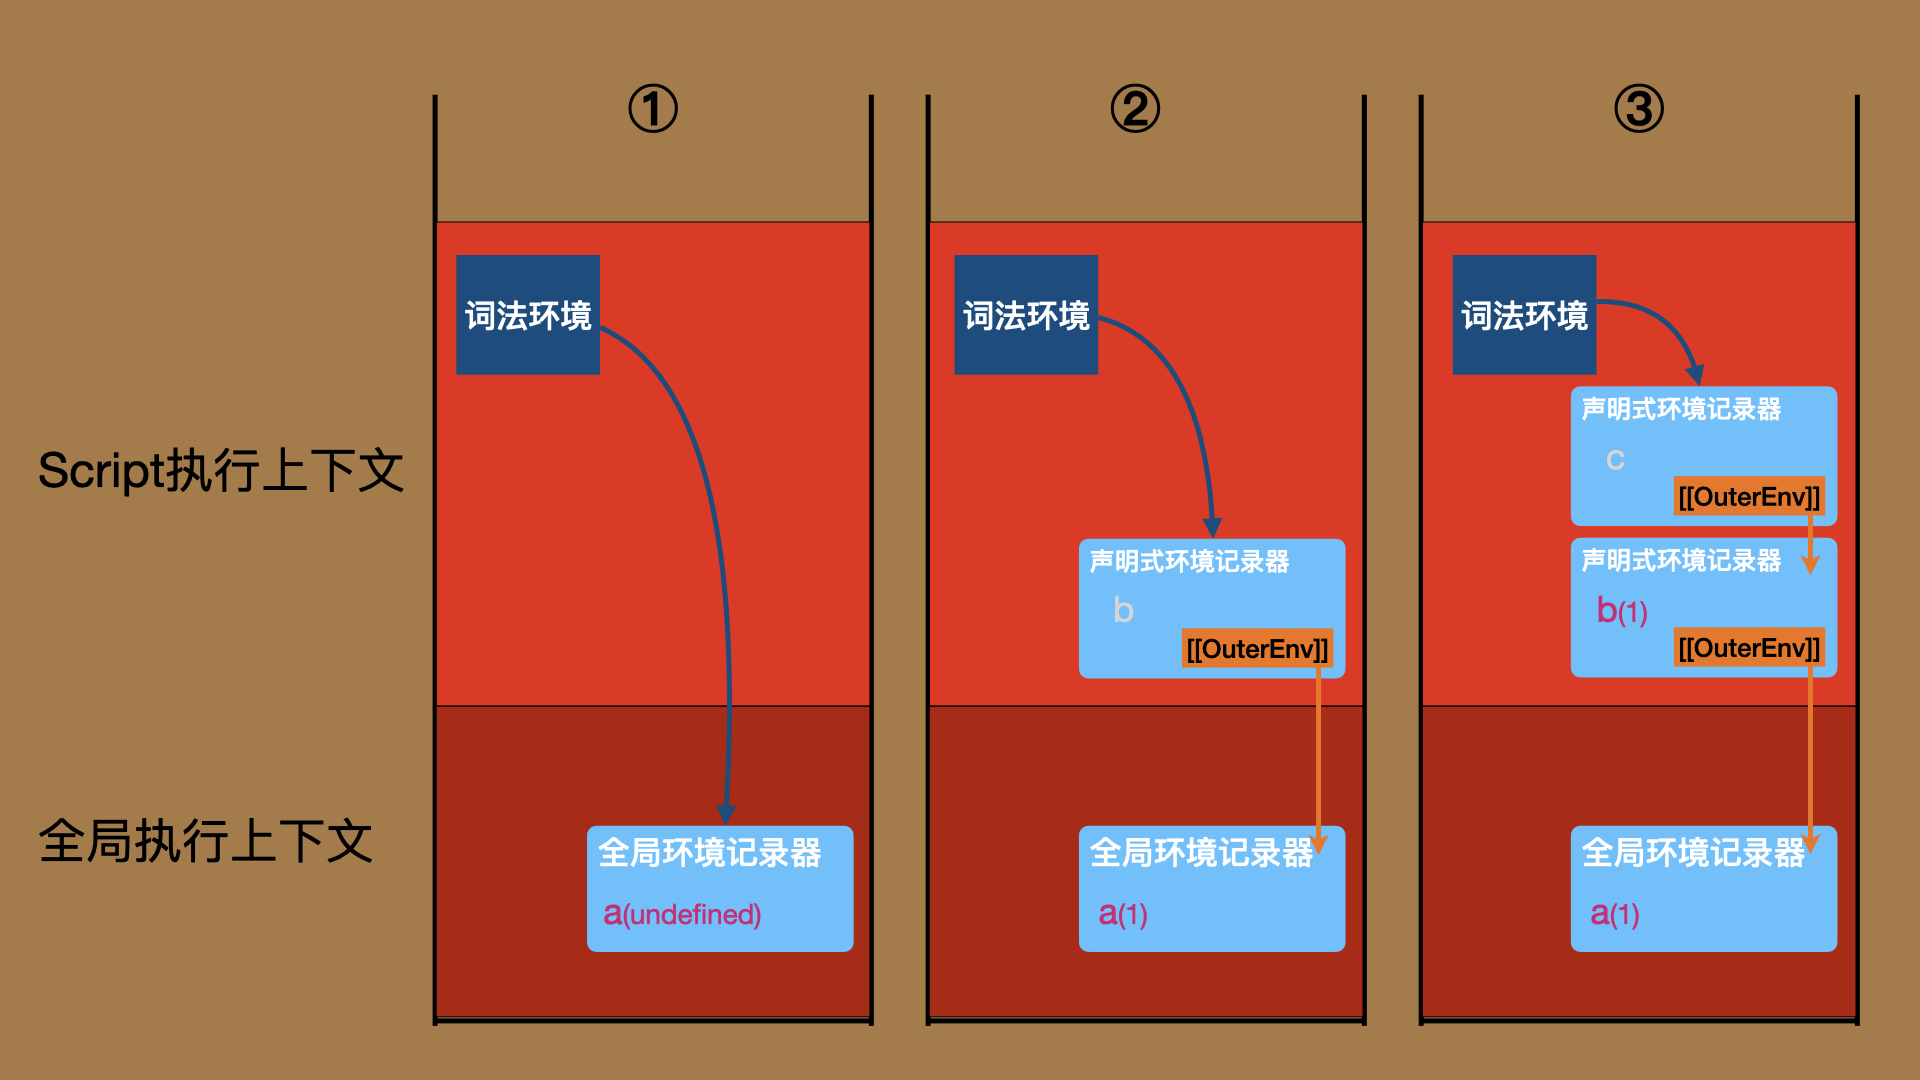 ①
②
③
Script执行上下文
全局执行上下文
词法环境
全局环境记录器
a(undefined)
词法环境
声明式环境记录器
b
[[OuterEnv]]
全局环境记录器
a(1)
词法环境
声明式环境记录器
c
[[OuterEnv]]
声明式环境记录器
b(1)
[[OuterEnv]]
全局环境记录器
a(1)